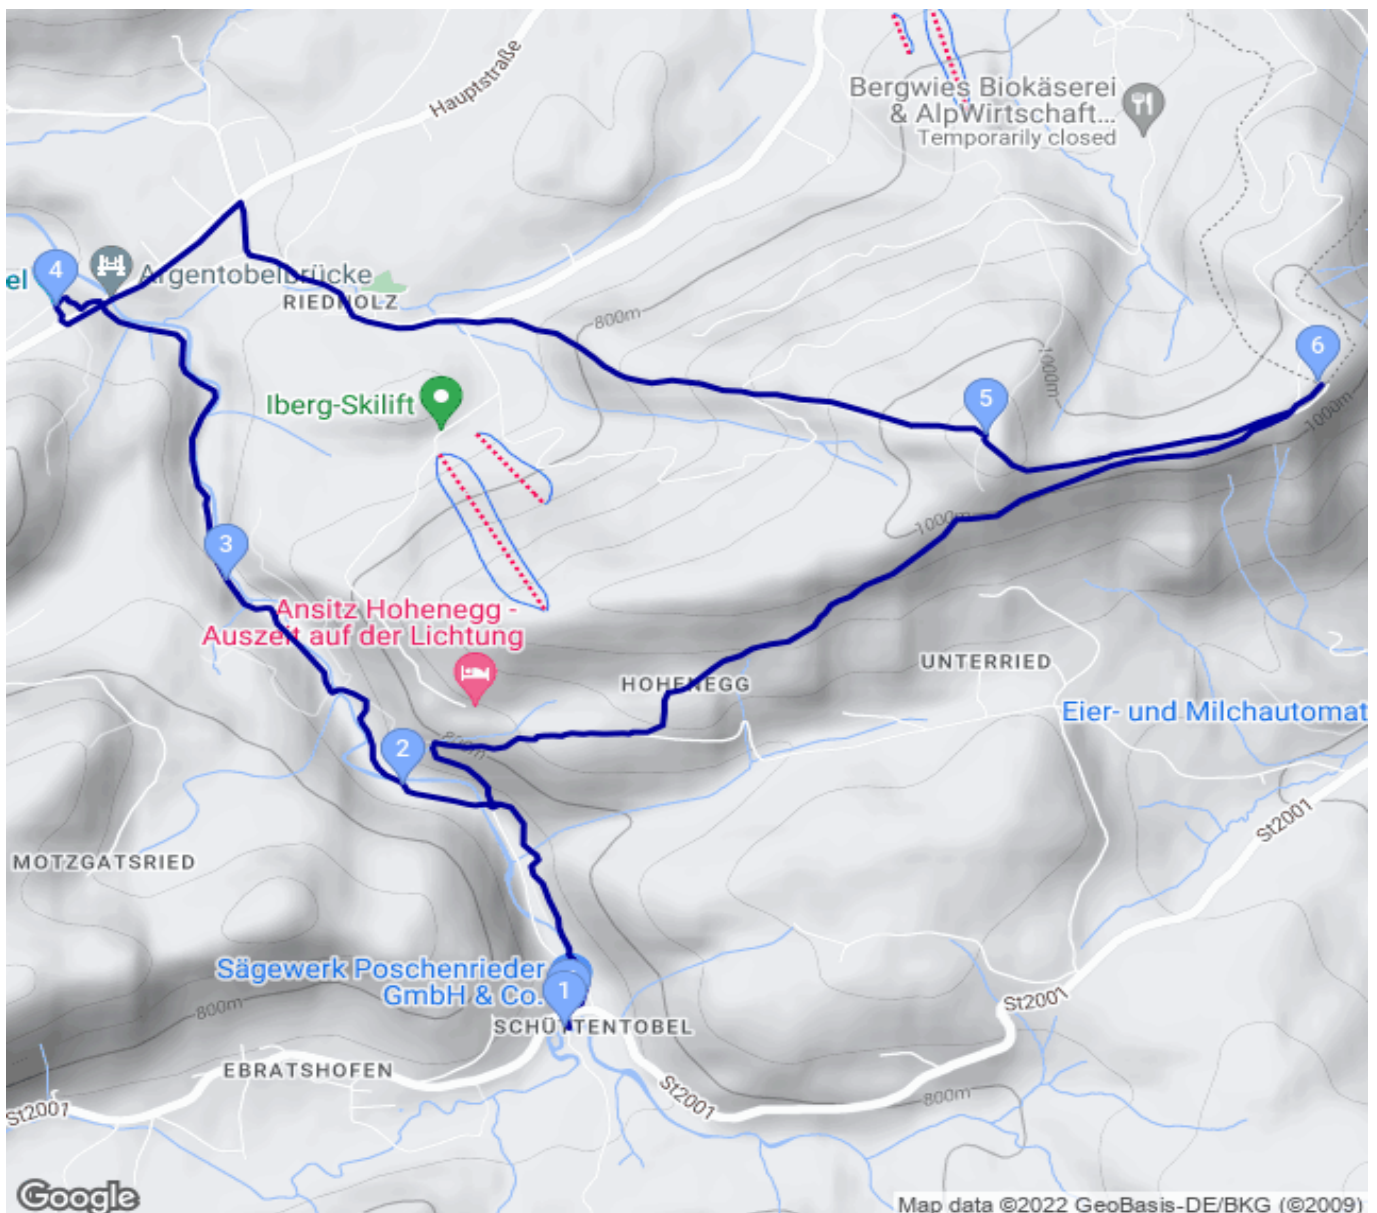 Hauptstraße
Bergwies Biokäserei
& AlpWirtschaft...
Temporarily closed
4
el
Argentobelbrücke
RIEDHOLZ
800m
1000m
6
5
Iberg-Skilift
1000m
1000m
3
Ansitz Hohenegg -
Auszeit auf der Lichtung
UNTERRIED
HOHENEGG
Eier- und Milchautomat
2
800m
St2001
MOTZGATSRIED
Sägewerk Poschenrieder
GmbH & Co.
1
800m
St2001
SCHÜTTENTOBEL
EBRATSHOFEN
St2001
800m
St2001
Google
Map data ©2022 GeoBasis-DE/BKG (©2009)